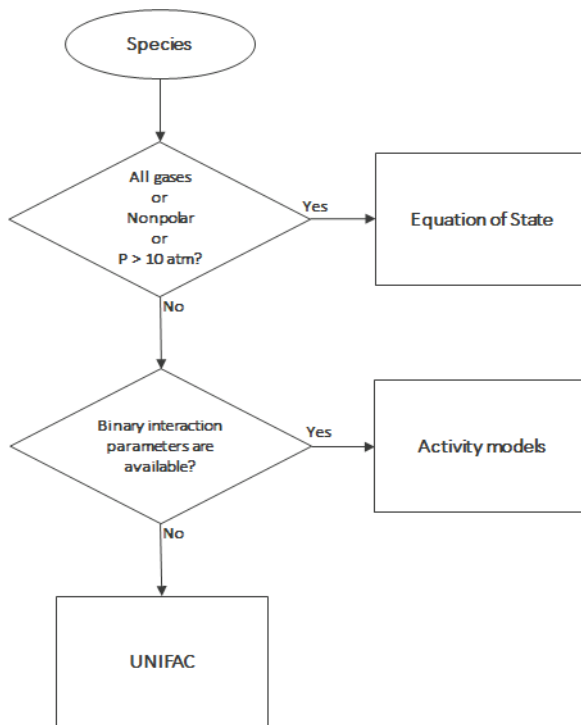 Species
All gases
or
Nonpolar
or
P > 10 atm?
Yes
Equation of State
No
Binary interaction
parameters are
available?
Yes
Activity models
No
UNIFAC